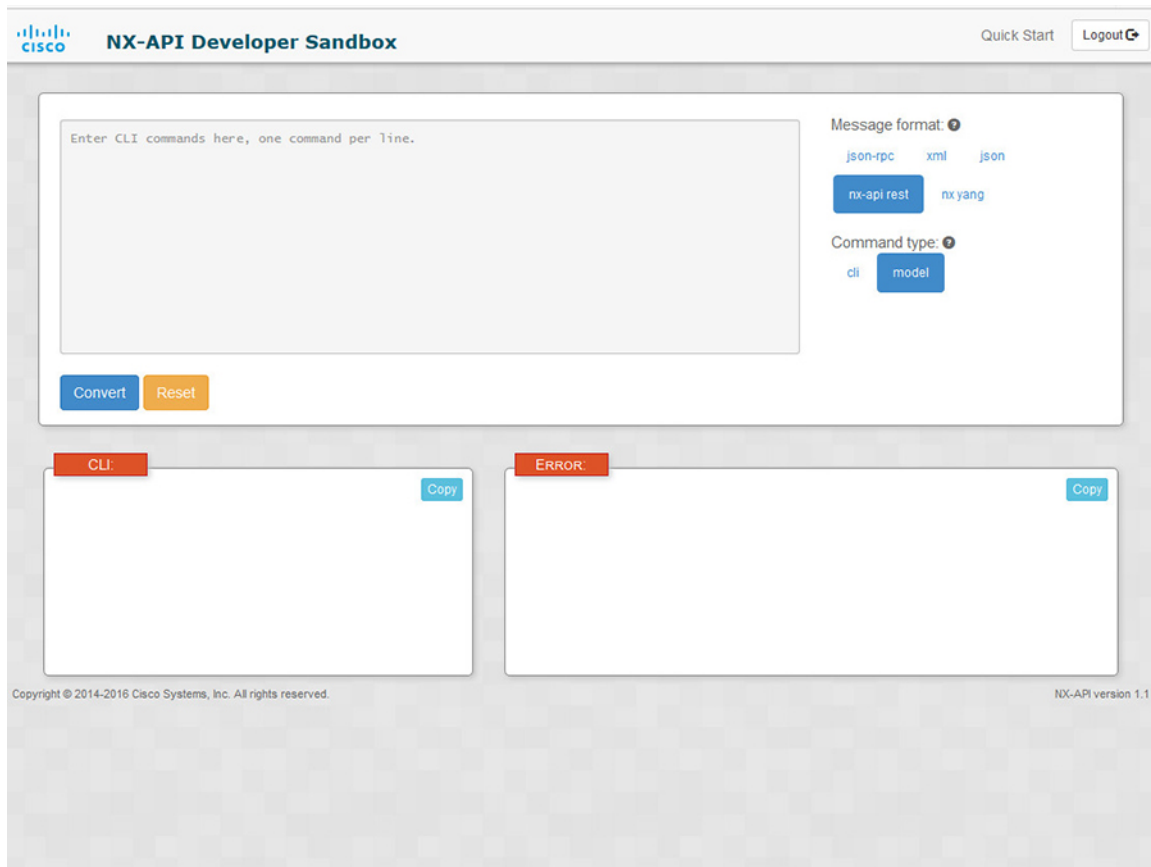 CISCO
NX-API Developer Sandbox
Quick Start
Logout
Enter CLI commands here, one command per line.
Message format:
json-rpc xml json
nx-api rest nx yang
Command type:
cli model
Convert Reset
CLI:
Copy
ERROR:
Copy
Copyright © 2014-2016 Cisco Systems, Inc. All rights reserved.
NX-API version 1.1